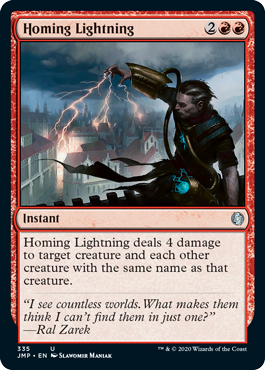 Homing Lightning 2
Instant
Homing Lightning deals 4 damage
to target creature and each other
creature with the same name as that
creature.
“I see countless worlds. What makes them
think I can’t find them in just one?”
—Ral Zarek
335 U
JMP • EN Slawomir Maniak
™ & © 2020 Wizards of the Coast